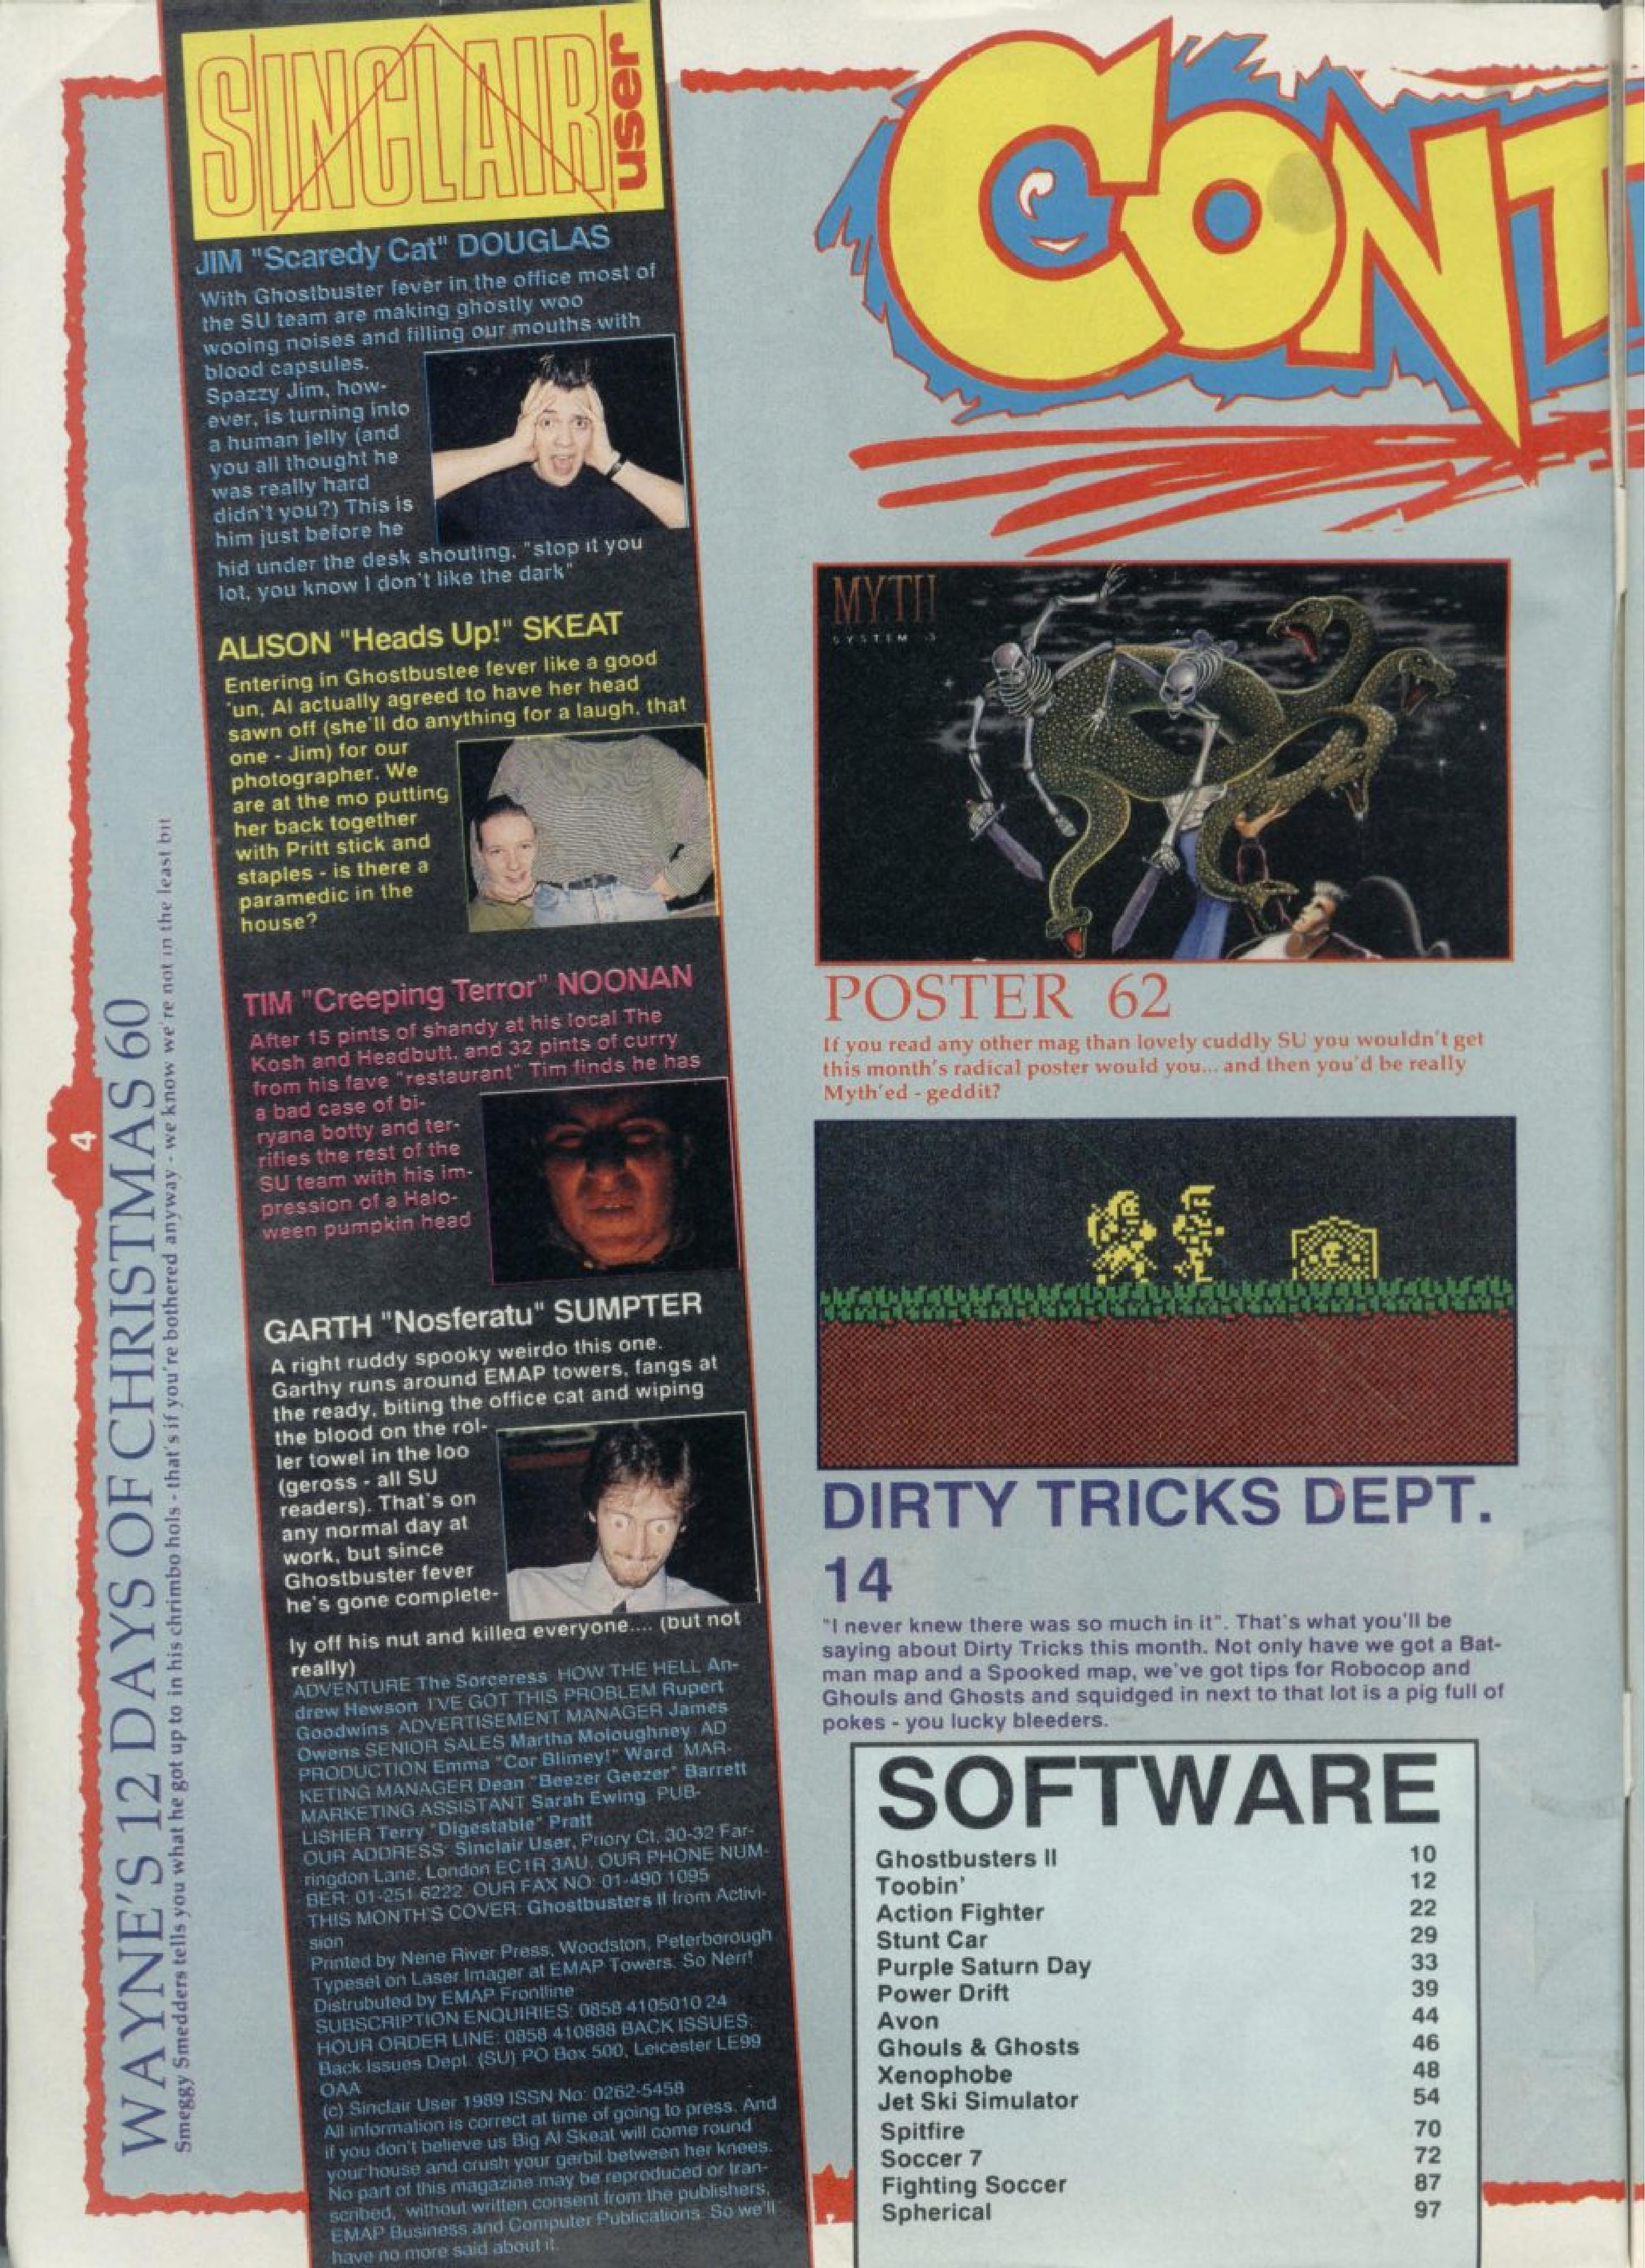 SINCLAIR user
JIM "Scaredy Cat" DOUGLAS
With Ghostbuster fever in the office most of
the SU team are making ghostly woo
wooing noises and filling our mouths with
blood capsules.
Spazzy Jim, how-
ever, is turning into
a human jelly (and
you all thought he
was really hard
didn't you?) This is
him just before he
hid under the desk shouting, "stop it you
lot, you know I don't like the dark"
ALISON "Heads Up!" SKEAT
Entering in Ghostbustee fever like a good
'un, Al actually agreed to have her head
sawn off (she'll do anything for a laugh, that
one - Jim) for our
photographer. We
are at the mo putting
her back together
with Pritt stick and
staples - is there a
paramedic in the
house?
TIM "Creeping Terror" NOONAN
After 15 pints of shandy at his local The
Kosh and Headbutt, and 32 pints of curry
from his fave "restaurant" Tim finds he has
a bad case of bi-
ryana botty and ter-
rifies the rest of the
SU team with his im-
pression of a Halo-
ween pumpkin head
GARTH "Nosferatu" SUMPTER
A right ruddy spooky weirdo this one.
Garthy runs around EMAP towers, fangs at
the ready, biting the office cat and wiping
the blood on the rol-
ler towel in the loo
(geross - all SU
readers). That's on
any normal day at
work, but since
Ghostbuster fever
he's gone complete-
ly off his nut and killed everyone.... (but not
really)
ADVENTURE The Sorceress HOW THE HELL An-
drew Hewson I'VE GOT THIS PROBLEM Rupert
Goodwins ADVERTISEMENT MANAGER James
Owens SENIOR SALES Martha Moloughney AD
PRODUCTION Emma "Cor Blimey!" Ward MAR-
KETING MANAGER Dean "Beezer Geezer" Barrett
MARKETING ASSISTANT Sarah Ewing PUB-
LISHER Terry "Digestable" Pratt
OUR ADDRESS: Sinclair User, Priory Ct, 30-32 Far-
ringdon Lane, London EC1R 3AU. OUR PHONE NUM-
BER: 01-251 6222 OUR FAX NO: 01-490 1095
THIS MONTH'S COVER: Ghostbusters II from Activi-
sion
Printed by Nene River Press, Woodston, Peterborough
Typeset on Laser Imager at EMAP Towers. So Nerr!
Distrubuted by EMAP Frontline
SUBSCRIPTION ENQUIRIES: 0858 4105010 24
HOUR ORDER LINE: 0858 410888 BACK ISSUES:
Back Issues Dept. (SU) PO Box 500, Leicester LE99
OAA
(c) Sinclair User 1989 ISSN No: 0262-5458
All information is correct at time of going to press. And
if you don't believe us Big Al Skeat will come round
your house and crush your gerbil between her knees.
No part of this magazine may be reproduced or tran-
scribed, without written consent from the publishers,
EMAP Business and Computer Publications. So we'll
have no more said about it.
4
WAYNE'S 12 DAYS OF CHRISTMAS 60
Smeggy Smedders tells you what he got up to in his chrimbo hols - that's if you're bothered anyway - we know we're not in the least bit
CONT
MYTH
SYSTEM 3
POSTER 62
If you read any other mag than lovely cuddly SU you wouldn't get
this month's radical poster would you... and then you'd be really
Myth'ed - geddit?
DIRTY TRICKS DEPT.
14
"I never knew there was so much in it". That's what you'll be
saying about Dirty Tricks this month. Not only have we got a Bat-
man map and a Spooked map, we've got tips for Robocop and
Ghouls and Ghosts and squidged in next to that lot is a pig full of
pokes - you lucky bleeders.
SOFTWARE
Ghostbusters II 10
Toobin' 12
Action Fighter 22
Stunt Car 29
Purple Saturn Day 33
Power Drift 39
Avon 44
Ghouls & Ghosts 46
Xenophobe 48
Jet Ski Simulator 54
Spitfire 70
Soccer 7 72
Fighting Soccer 87
Spherical 97